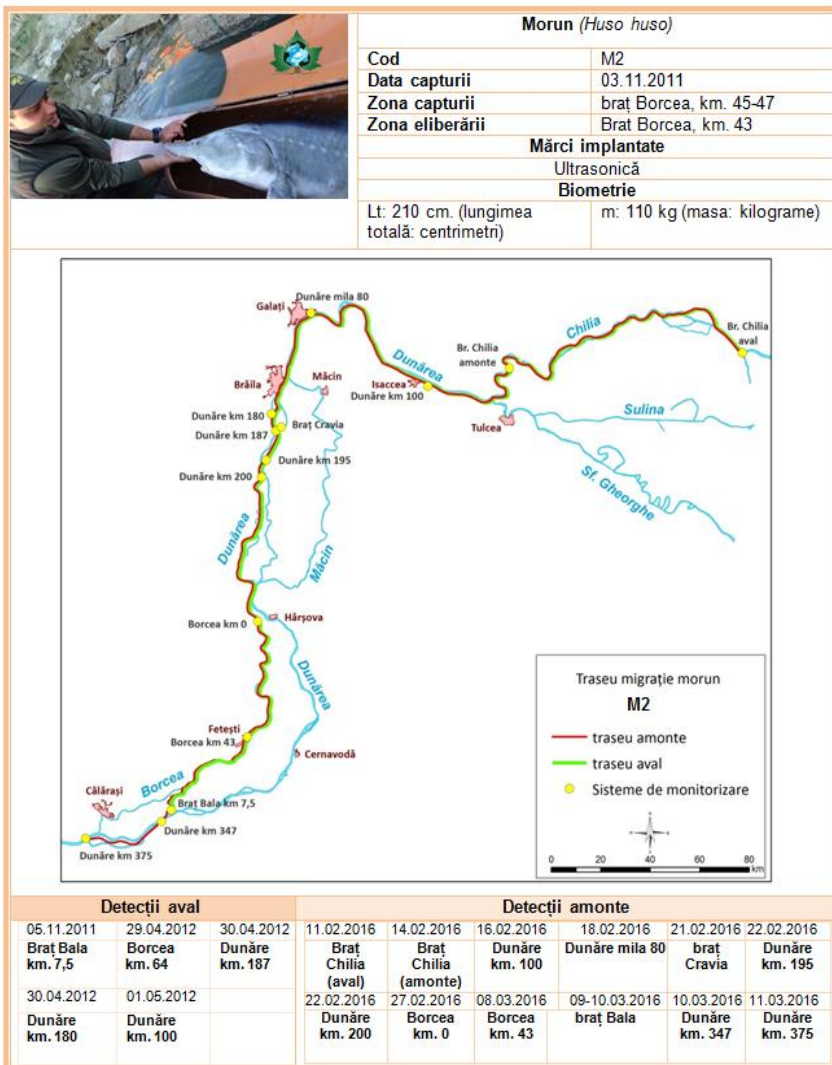 Morun (Huso huso)
Cod M2
Data capturii 03.11.2011
Zona capturii braț Borcea, km. 45-47
Zona eliberării Brat Borcea, km. 43
Mărci implantate
Ultrasonică
Biometrie
Lt: 210 cm. (lungimea
totală: centrimetri)
m: 110 kg (masa: kilograme)
Dunăre mila 80
Galați
Chilia
Br. Chilia
aval
Br. Chilia
amonte
Dunărea
Măcin
Brăila
Isaccea
Dunăre km 100
Dunăre km 180
Braț Cravia
Dunăre km 187
Sulina
Tulcea
Dunăre km 195
Dunăre km 200
Sf. Gheorghe
Dunărea
Măcin
Borcea km 0
Hârșova
Dunărea
Traseu migrație morun
M2
traseu amonte
traseu aval
Sisteme de monitorizare
Fetești
Borcea km 43
Cernavodă
Borcea
Călărași
Braț Bala km 7,5
Dunăre km 347
Dunăre km 375
0 20 40 60 80
km
Detecții aval
05.11.2011 29.04.2012 30.04.2012
Braț Bala Borcea Dunăre
km. 7,5 km. 64 km. 187
30.04.2012 01.05.2012
Dunăre Dunăre
km. 180 km. 100
Detecții amonte
11.02.2016 14.02.2016 16.02.2016 18.02.2016 21.02.2016 22.02.2016
Braț Braț Dunăre Dunăre mila 80 braț Dunăre
Chilia Chilia km. 100 Cravia km. 195
(aval) (amonte)
22.02.2016 27.02.2016 08.03.2016 09-10.03.2016 10.03.2016 11.03.2016
Dunăre Borcea Borcea braț Bala Dunăre Dunăre
km. 200 km. 0 km. 43 km. 347 km. 375